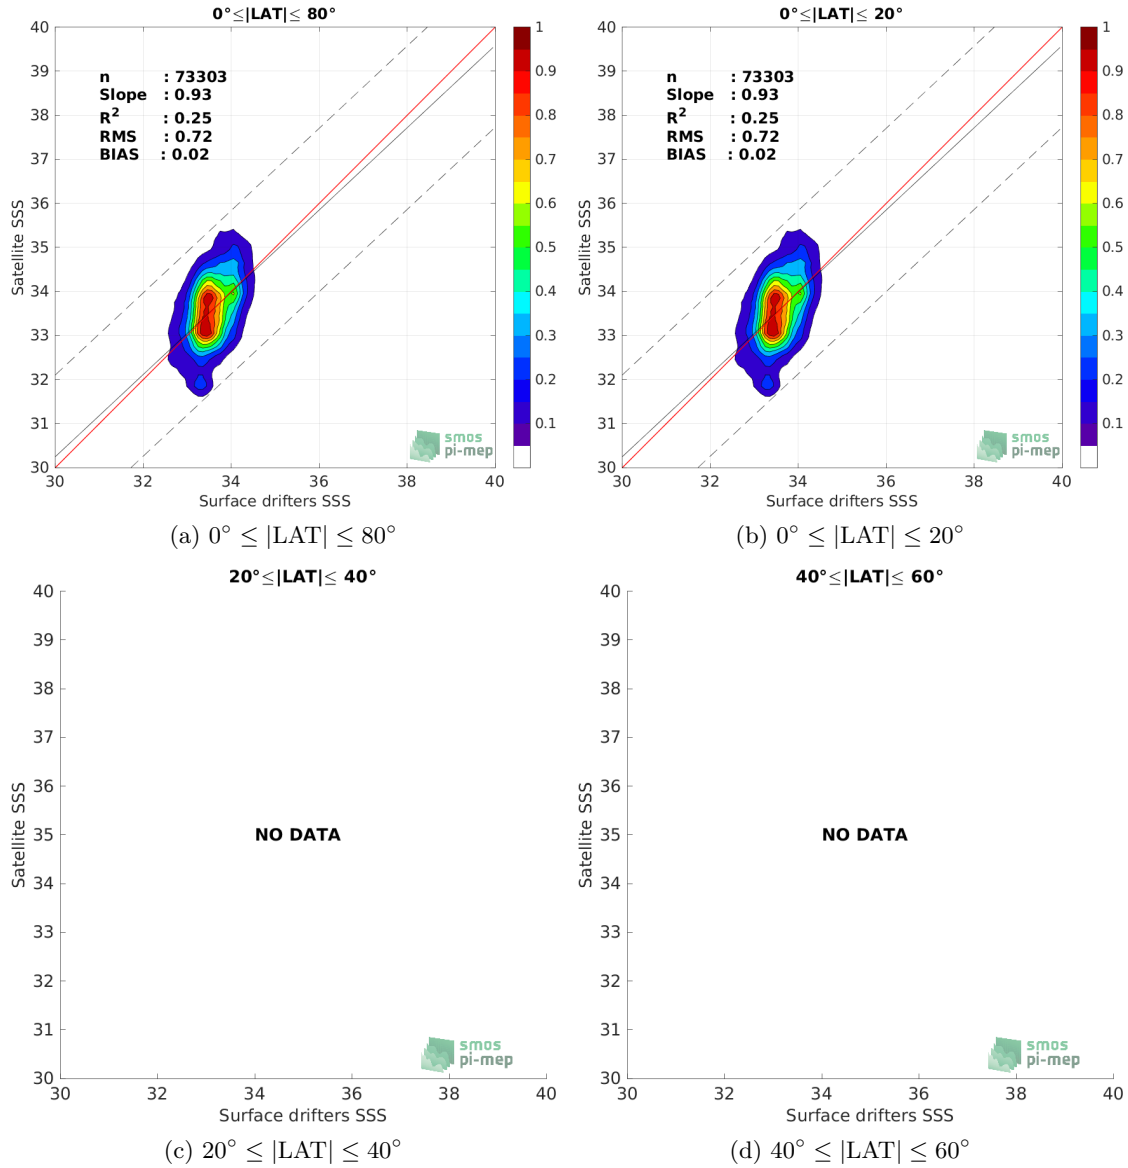 0°≤|LAT|≤ 80°
40
39
38
37
36
35
34
33
32
31
30
Satellite SSS
n : 73303
Slope : 0.93
R² : 0.25
RMS : 0.72
BIAS : 0.02
smos
pi-mep
30 32 34 36 38 40
Surface drifters SSS
1
0.9
0.8
0.7
0.6
0.5
0.4
0.3
0.2
0.1
(a) 0° ≤ |LAT| ≤ 80°
0°≤|LAT|≤ 20°
40
39
38
37
36
35
34
33
32
31
30
Satellite SSS
n : 73303
Slope : 0.93
R² : 0.25
RMS : 0.72
BIAS : 0.02
smos
pi-mep
30 32 34 36 38 40
Surface drifters SSS
1
0.9
0.8
0.7
0.6
0.5
0.4
0.3
0.2
0.1
(b) 0° ≤ |LAT| ≤ 20°
20°≤|LAT|≤ 40°
40
39
38
37
36
35
34
33
32
31
30
Satellite SSS
NO DATA
smos
pi-mep
30 32 34 36 38 40
Surface drifters SSS
(c) 20° ≤ |LAT| ≤ 40°
40°≤|LAT|≤ 60°
40
39
38
37
36
35
34
33
32
31
30
Satellite SSS
NO DATA
smos
pi-mep
30 32 34 36 38 40
Surface drifters SSS
(d) 40° ≤ |LAT| ≤ 60°